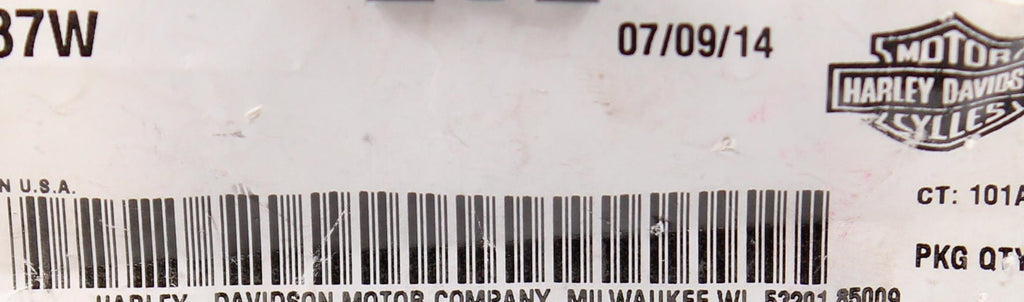 37W
07/09/14
MOTOR
HARLEY DAVIDS
CYLLES
N U.S.A.
CT: 101A
PKG QTY
HARLEY - DAVIDSON MOTOR COMPANY, MILWAUKEE WI. 53201 85009